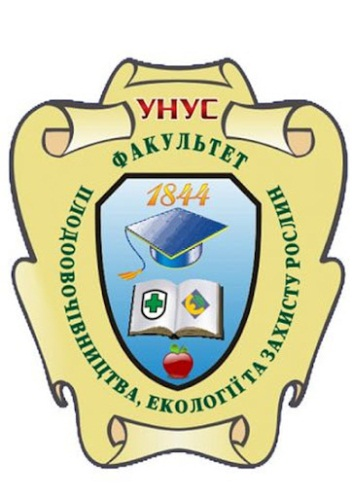 УНУС
ФАКУЛЬТЕТ
ПЛОДООВОЧІВНИЦТВА, ЕКОЛОГІЇ ТА ЗАХИСТУ РОСЛИН
1844